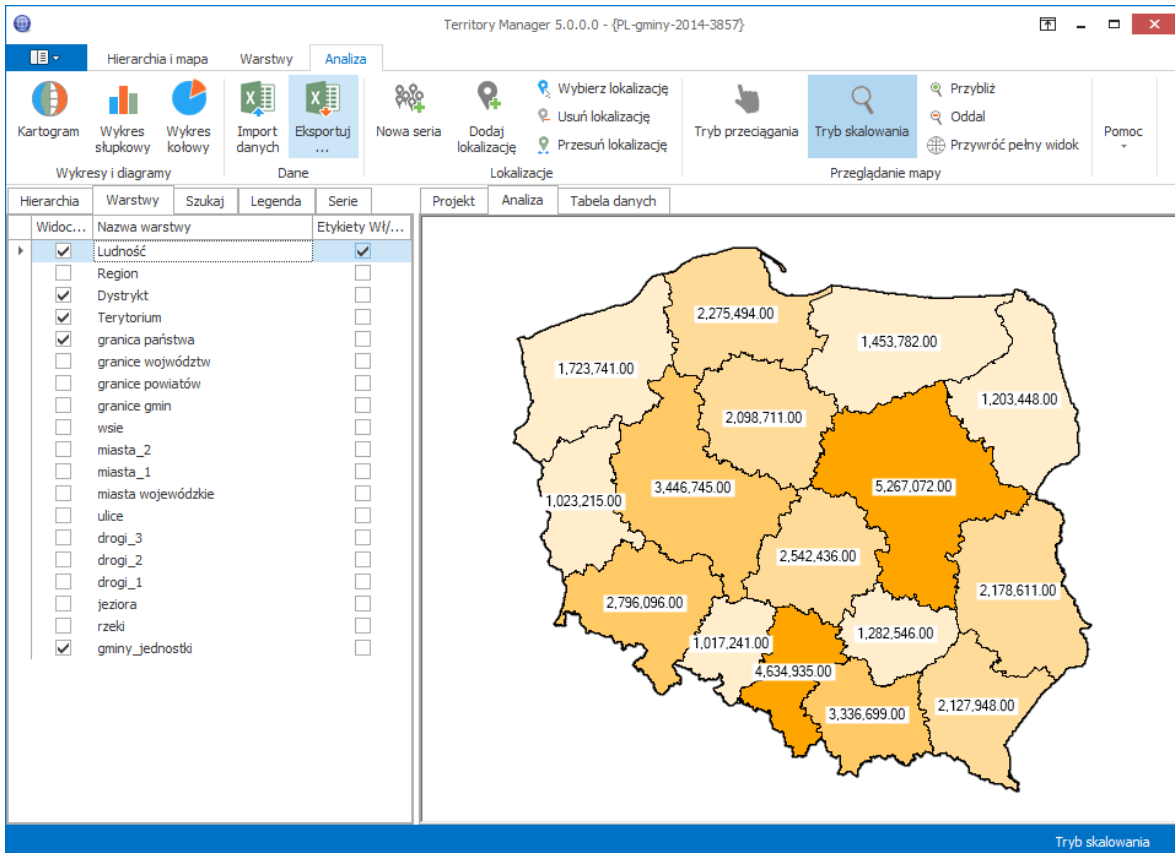 Territory Manager 5.0.0.0 - {PL-gminy-2014-3857}
Hierarchia i mapa Warstwy Analiza
Kartogram
Wykres słupkowy
Wykres kołowy
Wykresy i diagramy
Import danych
Eksportuj ...
Dane
Nowa seria
Dodaj lokalizację
Wybierz lokalizację
Usuń lokalizację
Przesuń lokalizację
Lokalizacje
Tryb przeciągania
Tryb skalowania
Przybliż
Oddal
Przywróć pełny widok
Przeglądanie mapy
Pomoc
Hierarchia Warstwy Szukaj Legenda Serie
Widoc... Nazwa warstwy Etykiety Wł/...
Ludność
Region
Dystrykt
Terytorium
granica państwa
granice województw
granice powiatów
granice gmin
wsie
miasta_2
miasta_1
miasta wojewódzkie
ulice
drogi_3
drogi_2
drogi_1
jeziora
rzeki
gminy_jednostki
Projekt Analiza Tabela danych
2,275,494.00
1,453,782.00
1,723,741.00
1,203,448.00
2,098,711.00
3,446,745.00
5,267,072.00
1,023,215.00
2,542,436.00
2,178,611.00
2,796,096.00
1,282,546.00
1,017,241.00
4,634,935.00
2,127,948.00
3,336,699.00
Tryb skalowania